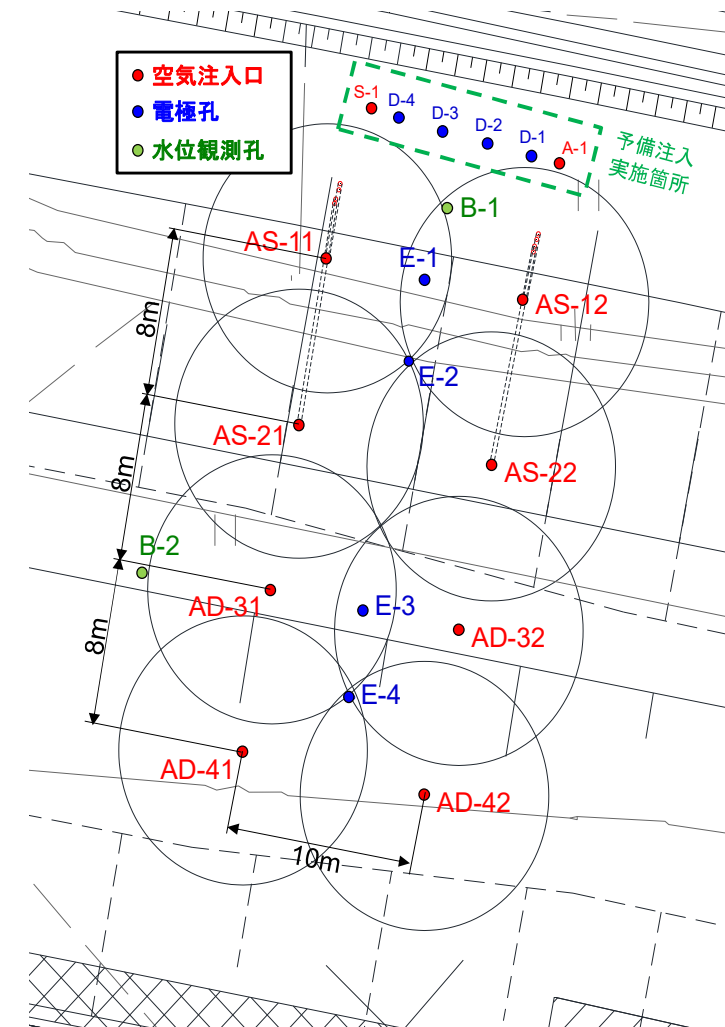 空気注入口
電極孔
水位観測孔
S-1
D-4
D-3
D-2
D-1
A-1
予備注入
実施箇所
B-1
AS-11
E-1
AS-12
8m
E-2
AS-21
AS-22
8m
B-2
AD-31
E-3
AD-32
8m
E-4
AD-41
AD-42
10m